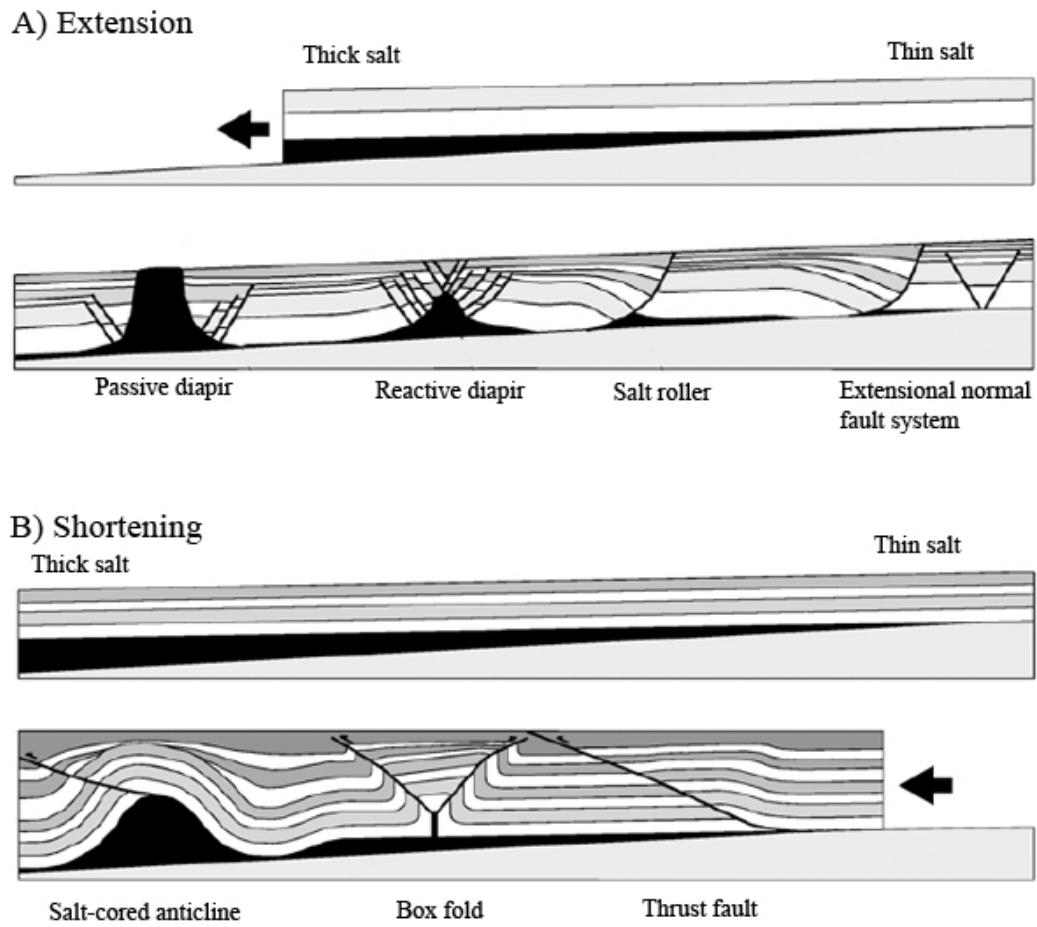 A) Extension
Thick salt
Thin salt
Passive diapir
Reactive diapir
Salt roller
Extensional normal
fault system
B) Shortening
Thick salt
Thin salt
Salt-cored anticline
Box fold
Thrust fault